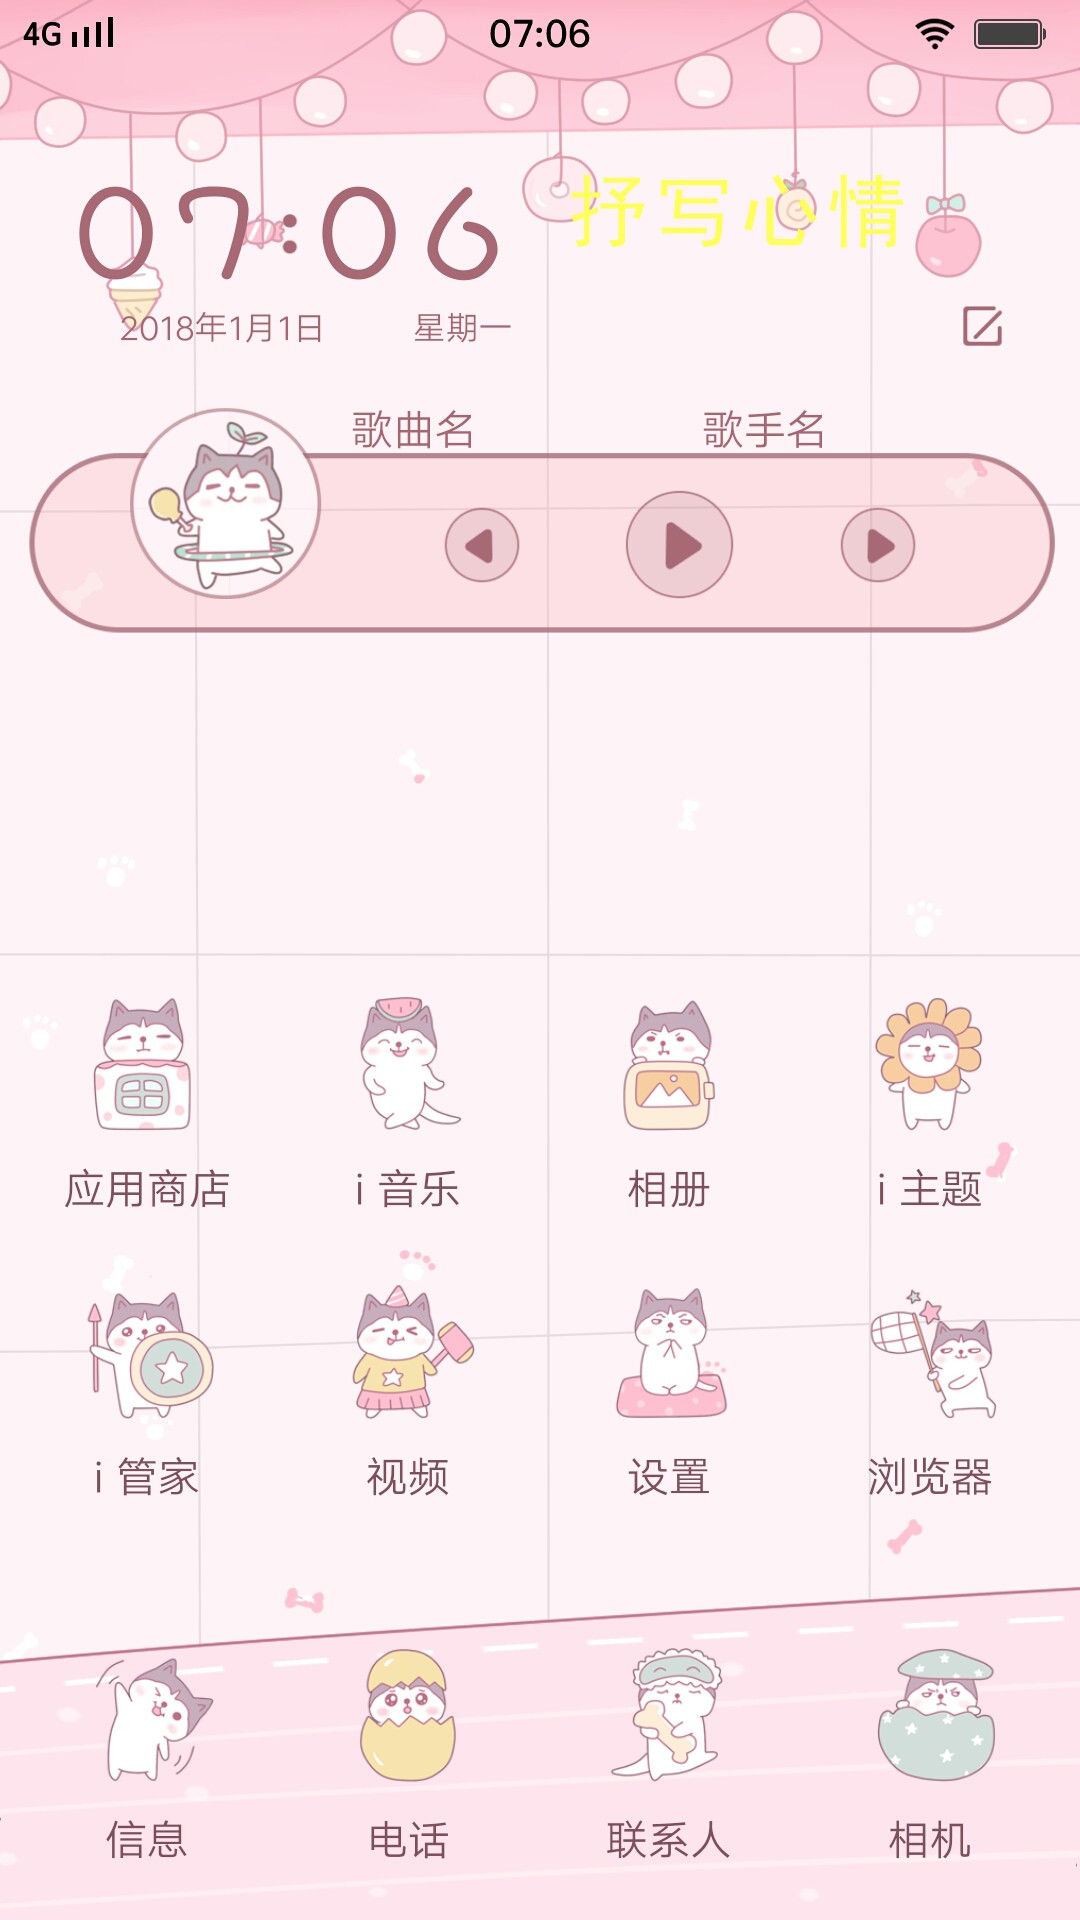 4G 07:06
07:06 抒写心情
2018年1月1日 星期一
歌曲名 歌手名
应用商店 i 音乐 相册 i 主题
i 管家 视频 设置 浏览器
信息 电话 联系人 相机